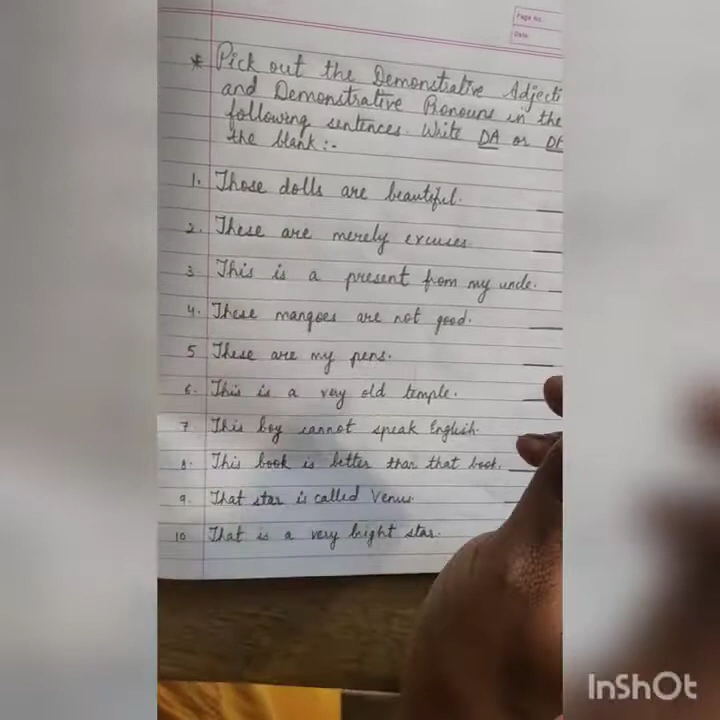 Page No.
Date:
* Pick out the Demonstrative Adjecti
and Demonstrative Pronouns in the
following sentences. Write DA or
the blank :-
1. Those dolls are beautiful.
2. These are merely excuses.
3 This is a present from my uncle.
4. These mangoes are not good.
5 These are my pens.
6. This is a very old temple.
7 This boy cannot speak English.
8. This book is better than that book.
9. That star is called Venus.
10 That is a very bright star.
InShOt